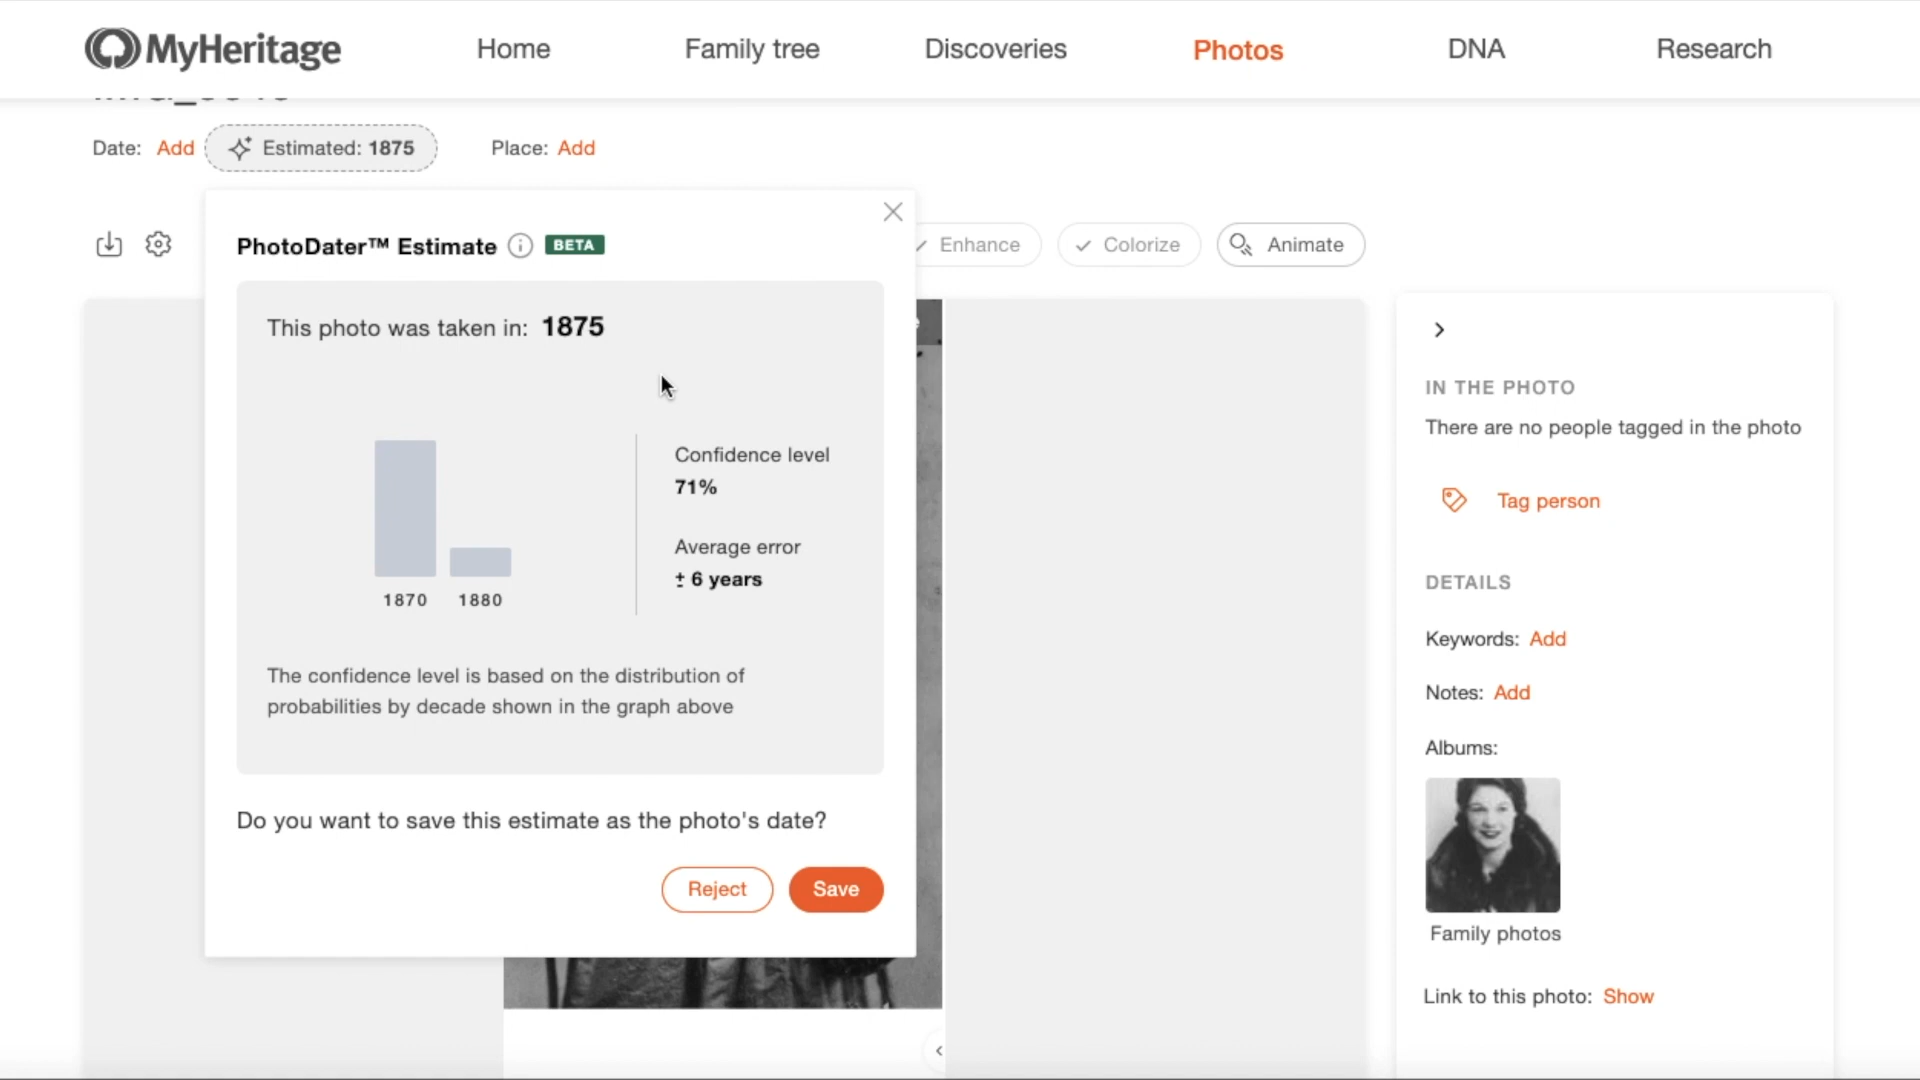 MyHeritage
Home
Family tree
Discoveries
Photos
DNA
Research
Date: Add
Estimated: 1875
Place: Add
PhotoDater™ Estimate
BETA
Enhance
Colorize
Animate
This photo was taken in: 1875
Confidence level
71%
Average error
± 6 years
1870 1880
The confidence level is based on the distribution of
probabilities by decade shown in the graph above
Do you want to save this estimate as the photo's date?
Reject
Save
IN THE PHOTO
There are no people tagged in the photo
Tag person
DETAILS
Keywords: Add
Notes: Add
Albums:
Family photos
Link to this photo: Show